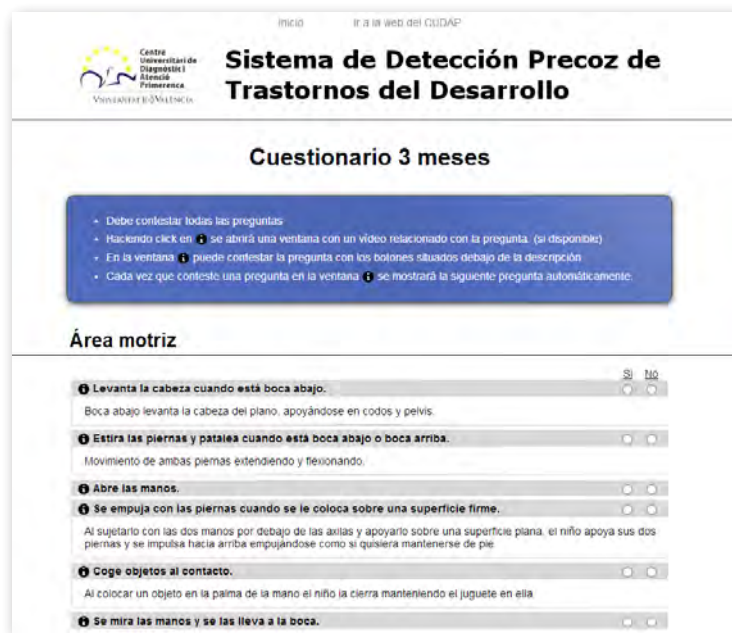 Inicio Ir a la web del CUDAP
Centre
Universitari de
Diagnòstic i
Atenció
Primerenca
Vniversitat d València
Sistema de Detección Precoz de
Trastornos del Desarrollo
Cuestionario 3 meses
Debe contestar todas las preguntas
Haciendo click en se abrirá una ventana con un vídeo relacionado con la pregunta. (si disponible)
En la ventana puede contestar la pregunta con los botones situados debajo de la descripción
Cada vez que conteste una pregunta en la ventana se mostrará la siguiente pregunta automáticamente.
Área motriz
Si No
Levanta la cabeza cuando está boca abajo.
Boca abajo levanta la cabeza del plano, apoyándose en codos y pelvis.
Estira las piernas y patalea cuando está boca abajo o boca arriba.
Movimiento de ambas piernas extendiendo y flexionando.
Abre las manos.
Se empuja con las piernas cuando se le coloca sobre una superficie firme.
Al sujetarlo con las dos manos por debajo de las axilas y apoyarlo sobre una superficie plana, el niño apoya sus dos
piernas y se impulsa hacia arriba empujándose como si quisiera mantenerse de pie
Coge objetos al contacto.
Al colocar un objeto en la palma de la mano el niño la cierra manteniendo el juguete en ella
Se mira las manos y se las lleva a la boca.